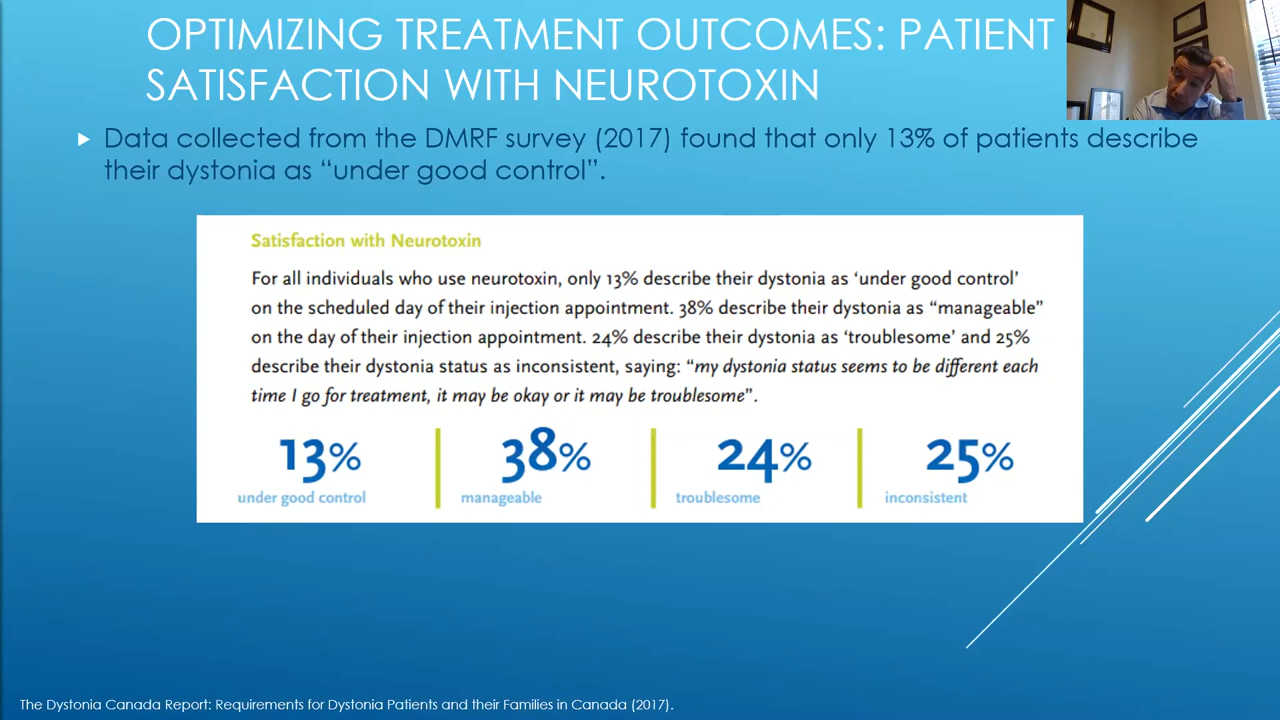 OPTIMIZING TREATMENT OUTCOMES: PATIENT
SATISFACTION WITH NEUROTOXIN
Data collected from the DMRF survey (2017) found that only 13% of patients describe
their dystonia as “under good control”.
Satisfaction with Neurotoxin
For all individuals who use neurotoxin, only 13% describe their dystonia as ‘under good control’
on the scheduled day of their injection appointment. 38% describe their dystonia as “manageable”
on the day of their injection appointment. 24% describe their dystonia as ‘troublesome’ and 25%
describe their dystonia status as inconsistent, saying: “my dystonia status seems to be different each
time I go for treatment, it may be okay or it may be troublesome”.
13% 38% 24% 25%
under good control manageable troublesome inconsistent
The Dystonia Canada Report: Requirements for Dystonia Patients and their Families in Canada (2017).